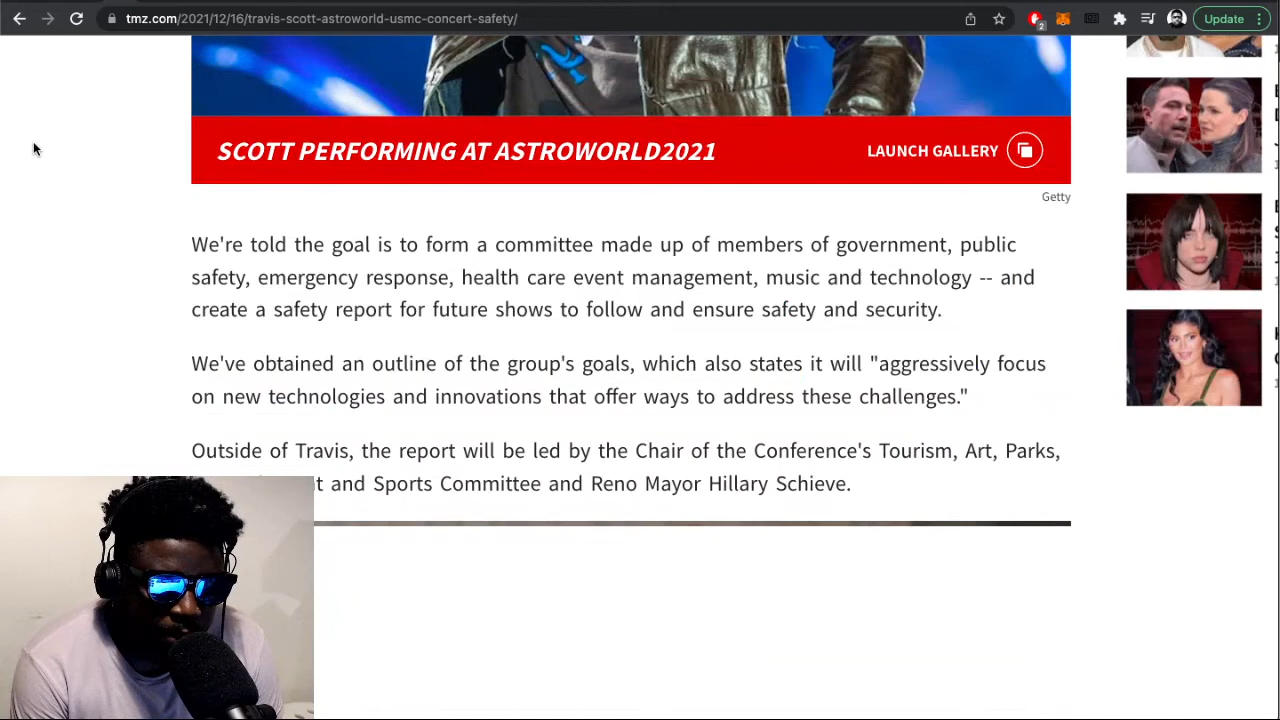 tmz.com/2021/12/16/travis-scott-astroworld-usmc-concert-safety/
2
Update
SCOTT PERFORMING AT ASTROWORLD2021
LAUNCH GALLERY
Getty
We're told the goal is to form a committee made up of members of government, public
safety, emergency response, health care event management, music and technology -- and
create a safety report for future shows to follow and ensure safety and security.
We've obtained an outline of the group's goals, which also states it will "aggressively focus
on new technologies and innovations that offer ways to address these challenges."
Outside of Travis, the report will be led by the Chair of the Conference's Tourism, Art, Parks,
and Sports Committee and Reno Mayor Hillary Schieve.